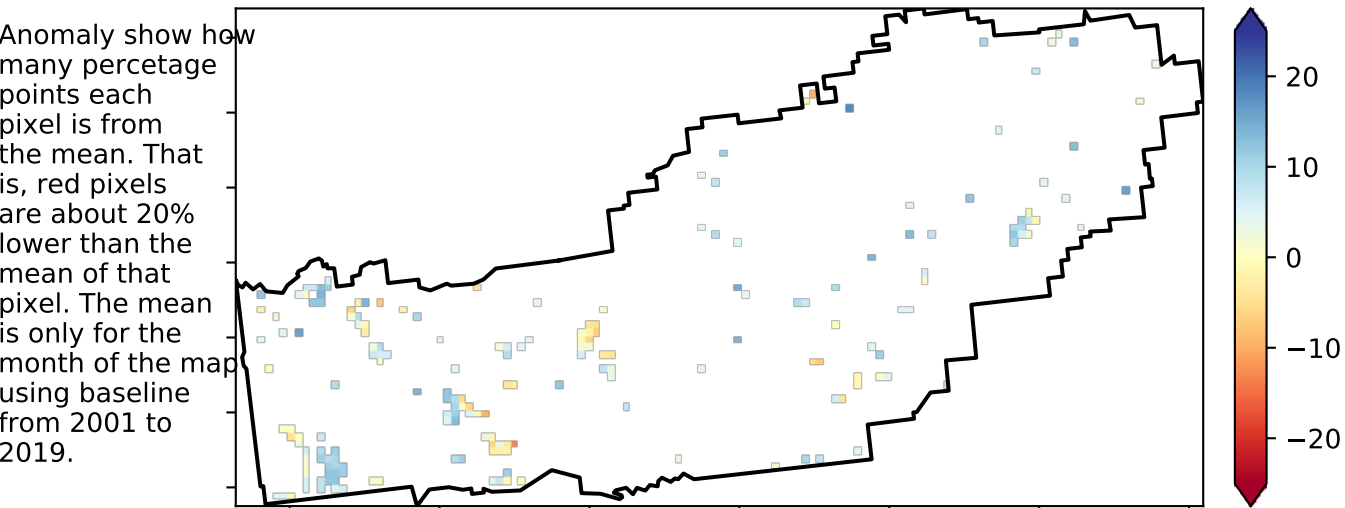 Anomaly show how
many percetage
points each
pixel is from
the mean. That
is, red pixels
are about 20%
lower than the
mean of that
pixel. The mean
is only for the
month of the map
using baseline
from 2001 to
2019.
20
10
0
−10
−20